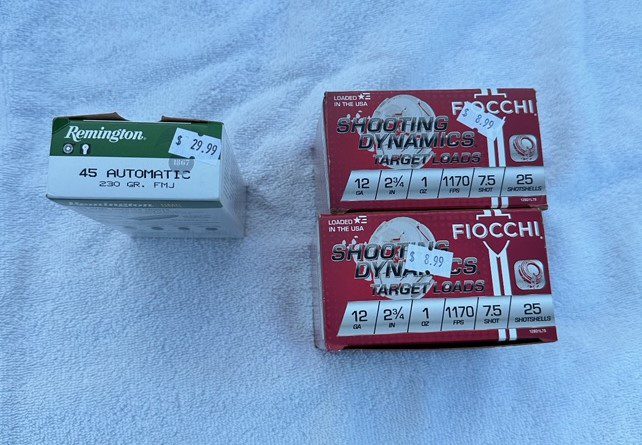 Remington
$ 29.99
1867
45 AUTOMATIC
230 GR. FMJ
Remington UMC
LOADED
IN THE USA
FIOCCHI
$ 8.99
SHOOTING
DYNAMICS
TARGET LOADS
12 GA 2¾ IN 1 OZ 1170 FPS 7.5 SHOT 25 SHOTSHELLS
LOADED
IN THE USA
FIOCCHI
SHOOTING
$ 8.99
DYNAMICS
TARGET LOADS
12 GA 2¾ IN 1 OZ 1170 FPS 7.5 SHOT 25 SHOTSHELLS